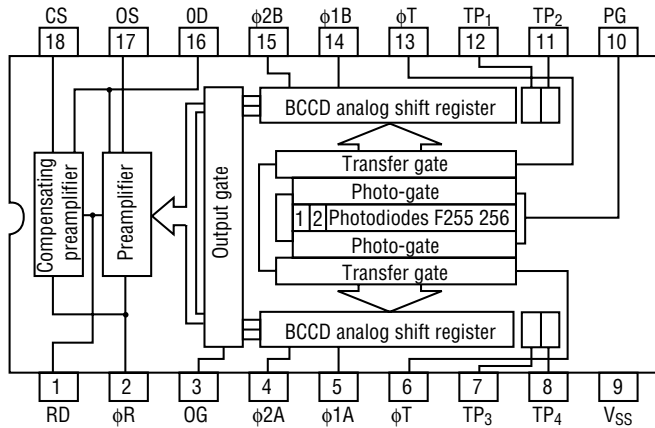 CS OS 0D ϕ2B ϕ1B ϕT TP₁ TP₂ PG
18 17 16 15 14 13 12 11 10
BCCD analog shift register
Transfer gate
Photo-gate
1 2 Photodiodes F255 256
Photo-gate
Transfer gate
BCCD analog shift register
Compensating
preamplifier
Preamplifier
Output gate
1 2 3 4 5 6 7 8 9
RD ϕR OG ϕ2A ϕ1A ϕT TP₃ TP₄ VSS